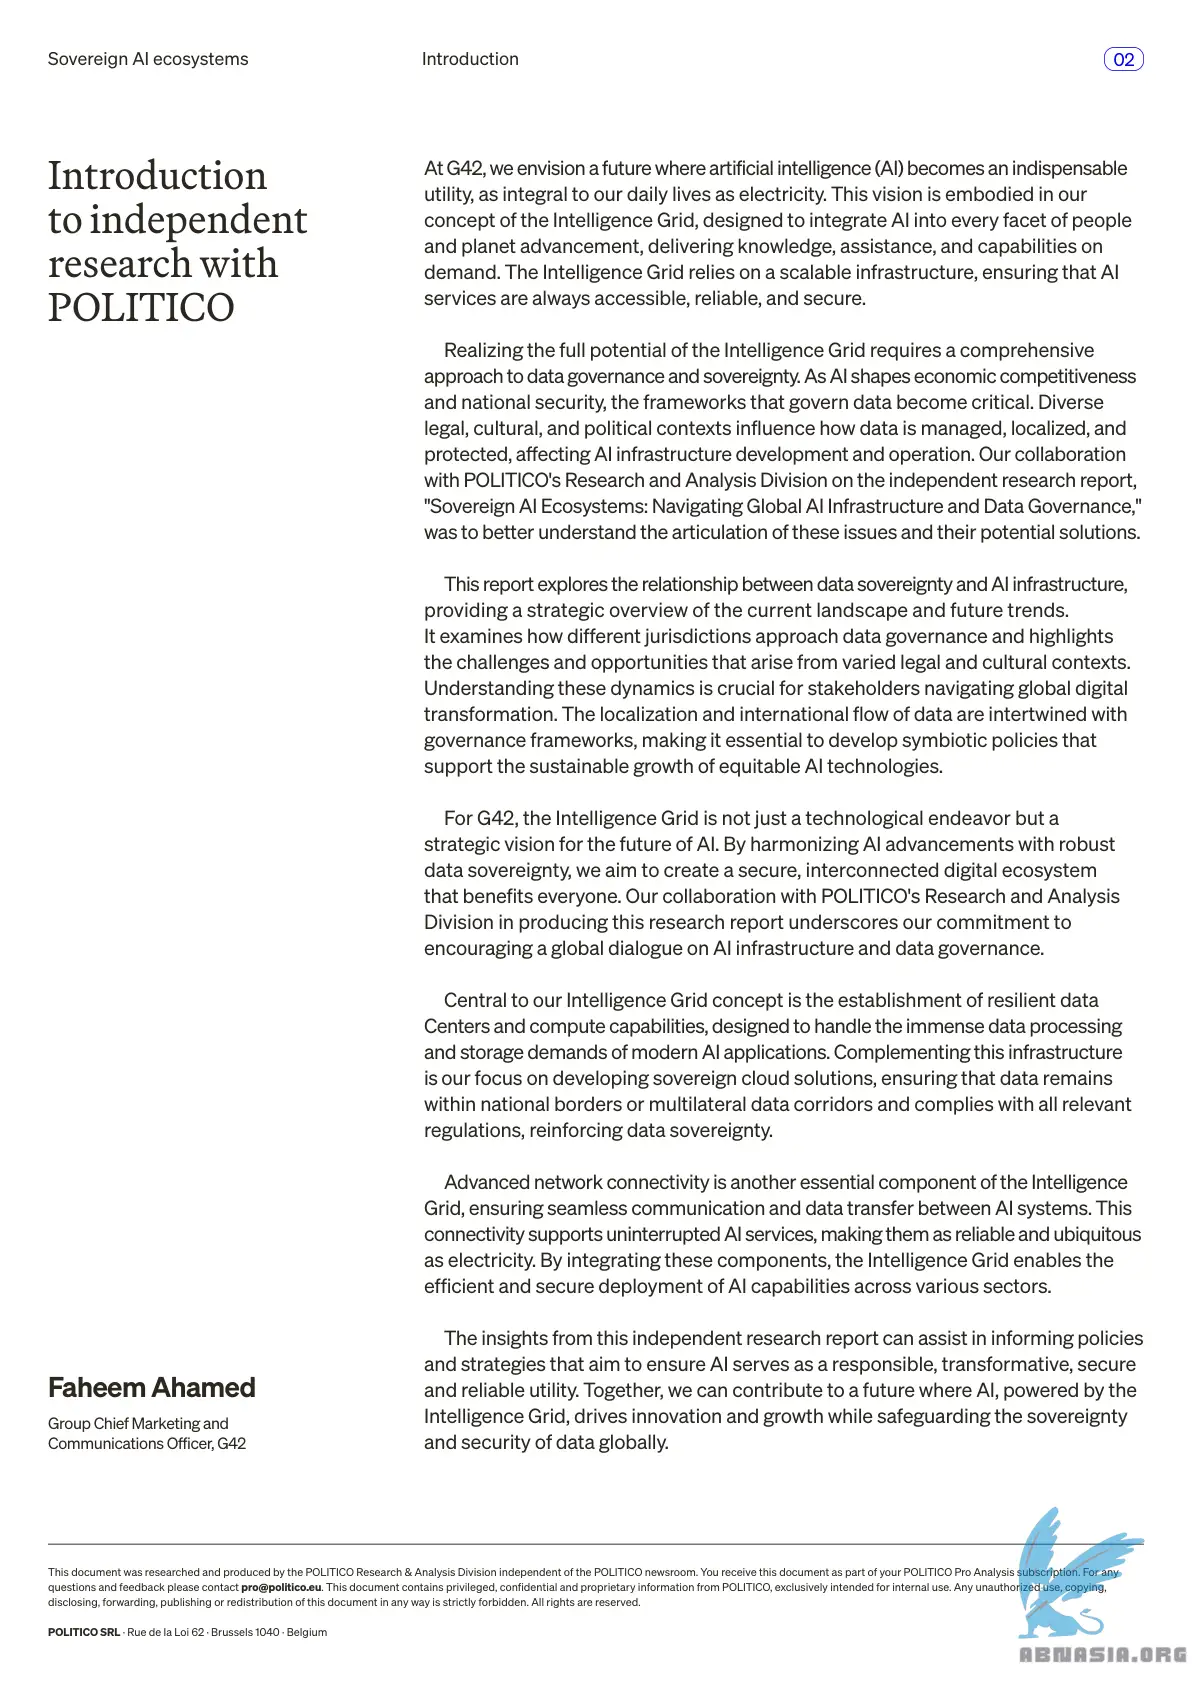 Sovereign AI ecosystems
Introduction
02
Introduction
to independent
research with
POLITICO
At G42, we envision a future where artificial intelligence (AI) becomes an indispensable
utility, as integral to our daily lives as electricity. This vision is embodied in our
concept of the Intelligence Grid, designed to integrate AI into every facet of people
and planet advancement, delivering knowledge, assistance, and capabilities on
demand. The Intelligence Grid relies on a scalable infrastructure, ensuring that AI
services are always accessible, reliable, and secure.
Realizing the full potential of the Intelligence Grid requires a comprehensive
approach to data governance and sovereignty. As AI shapes economic competitiveness
and national security, the frameworks that govern data become critical. Diverse
legal, cultural, and political contexts influence how data is managed, localized, and
protected, affecting AI infrastructure development and operation. Our collaboration
with POLITICO's Research and Analysis Division on the independent research report,
"Sovereign AI Ecosystems: Navigating Global AI Infrastructure and Data Governance,"
was to better understand the articulation of these issues and their potential solutions.
This report explores the relationship between data sovereignty and AI infrastructure,
providing a strategic overview of the current landscape and future trends.
It examines how different jurisdictions approach data governance and highlights
the challenges and opportunities that arise from varied legal and cultural contexts.
Understanding these dynamics is crucial for stakeholders navigating global digital
transformation. The localization and international flow of data are intertwined with
governance frameworks, making it essential to develop symbiotic policies that
support the sustainable growth of equitable AI technologies.
For G42, the Intelligence Grid is not just a technological endeavor but a
strategic vision for the future of AI. By harmonizing AI advancements with robust
data sovereignty, we aim to create a secure, interconnected digital ecosystem
that benefits everyone. Our collaboration with POLITICO's Research and Analysis
Division in producing this research report underscores our commitment to
encouraging a global dialogue on AI infrastructure and data governance.
Central to our Intelligence Grid concept is the establishment of resilient data
Centers and compute capabilities, designed to handle the immense data processing
and storage demands of modern AI applications. Complementing this infrastructure
is our focus on developing sovereign cloud solutions, ensuring that data remains
within national borders or multilateral data corridors and complies with all relevant
regulations, reinforcing data sovereignty.
Advanced network connectivity is another essential component of the Intelligence
Grid, ensuring seamless communication and data transfer between AI systems. This
connectivity supports uninterrupted AI services, making them as reliable and ubiquitous
as electricity. By integrating these components, the Intelligence Grid enables the
efficient and secure deployment of AI capabilities across various sectors.
The insights from this independent research report can assist in informing policies
and strategies that aim to ensure AI serves as a responsible, transformative, secure
and reliable utility. Together, we can contribute to a future where AI, powered by the
Intelligence Grid, drives innovation and growth while safeguarding the sovereignty
and security of data globally.
Faheem Ahamed
Group Chief Marketing and
Communications Officer, G42
This document was researched and produced by the POLITICO Research & Analysis Division independent of the POLITICO newsroom. You receive this document as part of your POLITICO Pro Analysis subscription. For any
questions and feedback please contact pro@politico.eu. This document contains privileged, confidential and proprietary information from POLITICO, exclusively intended for internal use. Any unauthorized use, copying,
disclosing, forwarding, publishing or redistribution of this document in any way is strictly forbidden. All rights are reserved.
POLITICO SRL · Rue de la Loi 62 · Brussels 1040 · Belgium
ABNASIA.ORG